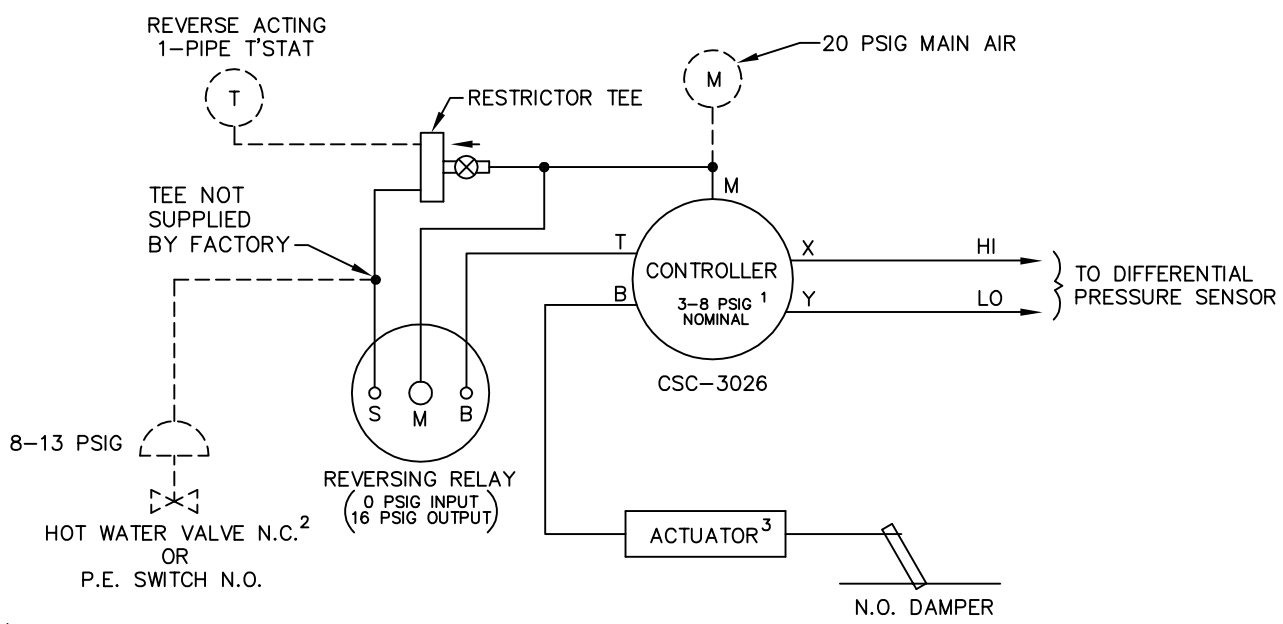 REVERSE ACTING
1-PIPE T'STAT
T
RESTRICTOR TEE
M
20 PSIG MAIN AIR
TEE NOT
SUPPLIED
BY FACTORY
M
T
B
X
Y
HI
LO
CONTROLLER
3-8 PSIG 1
NOMINAL
TO DIFFERENTIAL
PRESSURE SENSOR
CSC-3026
S
M
B
8-13 PSIG
REVERSING RELAY
(0 PSIG INPUT
16 PSIG OUTPUT)
HOT WATER VALVE N.C.2
OR
P.E. SWITCH N.O.
ACTUATOR3
N.O. DAMPER